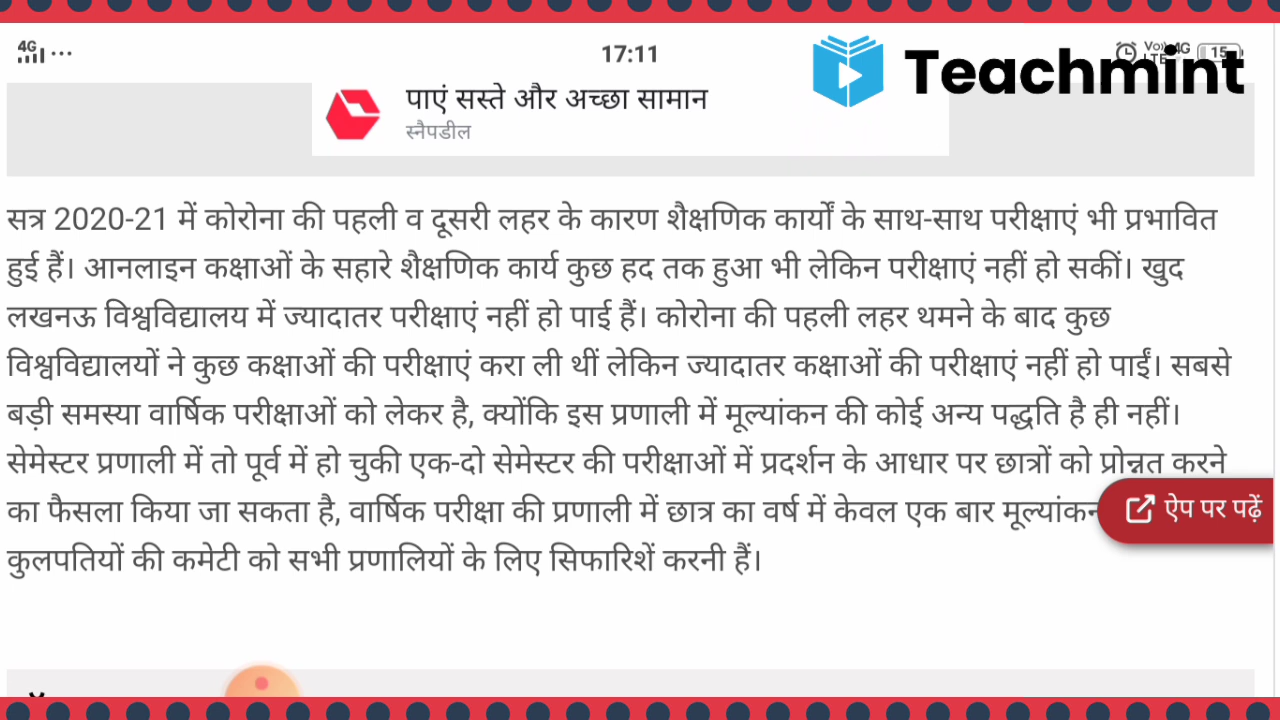 4G
17:11
Teachmint
पाएं सस्ते और अच्छा सामान
स्नैपडील
सत्र 2020-21 में कोरोना की पहली व दूसरी लहर के कारण शैक्षणिक कार्यों के साथ-साथ परीक्षाएं भी प्रभावित
हुई हैं। आनलाइन कक्षाओं के सहारे शैक्षणिक कार्य कुछ हद तक हुआ भी लेकिन परीक्षाएं नहीं हो सकीं। खुद
लखनऊ विश्वविद्यालय में ज्यादातर परीक्षाएं नहीं हो पाई हैं। कोरोना की पहली लहर थमने के बाद कुछ
विश्वविद्यालयों ने कुछ कक्षाओं की परीक्षाएं करा ली थीं लेकिन ज्यादातर कक्षाओं की परीक्षाएं नहीं हो पाईं। सबसे
बड़ी समस्या वार्षिक परीक्षाओं को लेकर है, क्योंकि इस प्रणाली में मूल्यांकन की कोई अन्य पद्धति है ही नहीं।
सेमेस्टर प्रणाली में तो पूर्व में हो चुकी एक-दो सेमेस्टर की परीक्षाओं में प्रदर्शन के आधार पर छात्रों को प्रोन्नत करने
का फैसला किया जा सकता है, वार्षिक परीक्षा की प्रणाली में छात्र का वर्ष में केवल एक बार मूल्यांकन
ऐप पर पढ़ें
कुलपतियों की कमेटी को सभी प्रणालियों के लिए सिफारिशें करनी हैं।